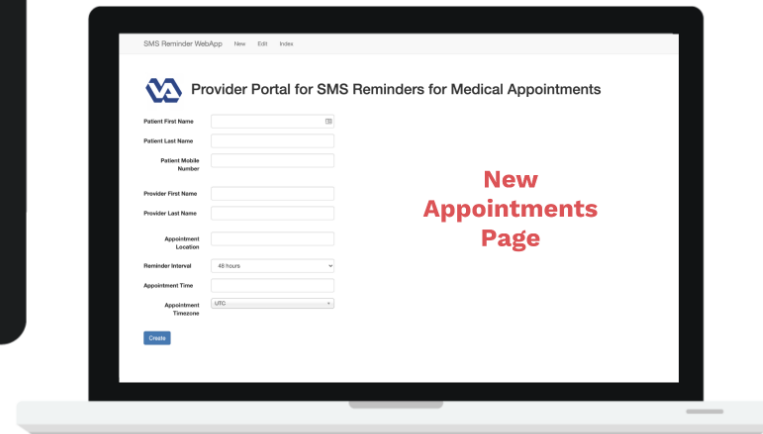 SMS Reminder WebApp New Edit Index
VA
Provider Portal for SMS Reminders for Medical Appointments
Patient First Name
Patient Last Name
Patient Mobile
Number
New
Appointments
Page
Provider First Name
Provider Last Name
Appointment
Location
Reminder Interval 48 hours
Appointment Time
Appointment
Timezone
UTC
Create